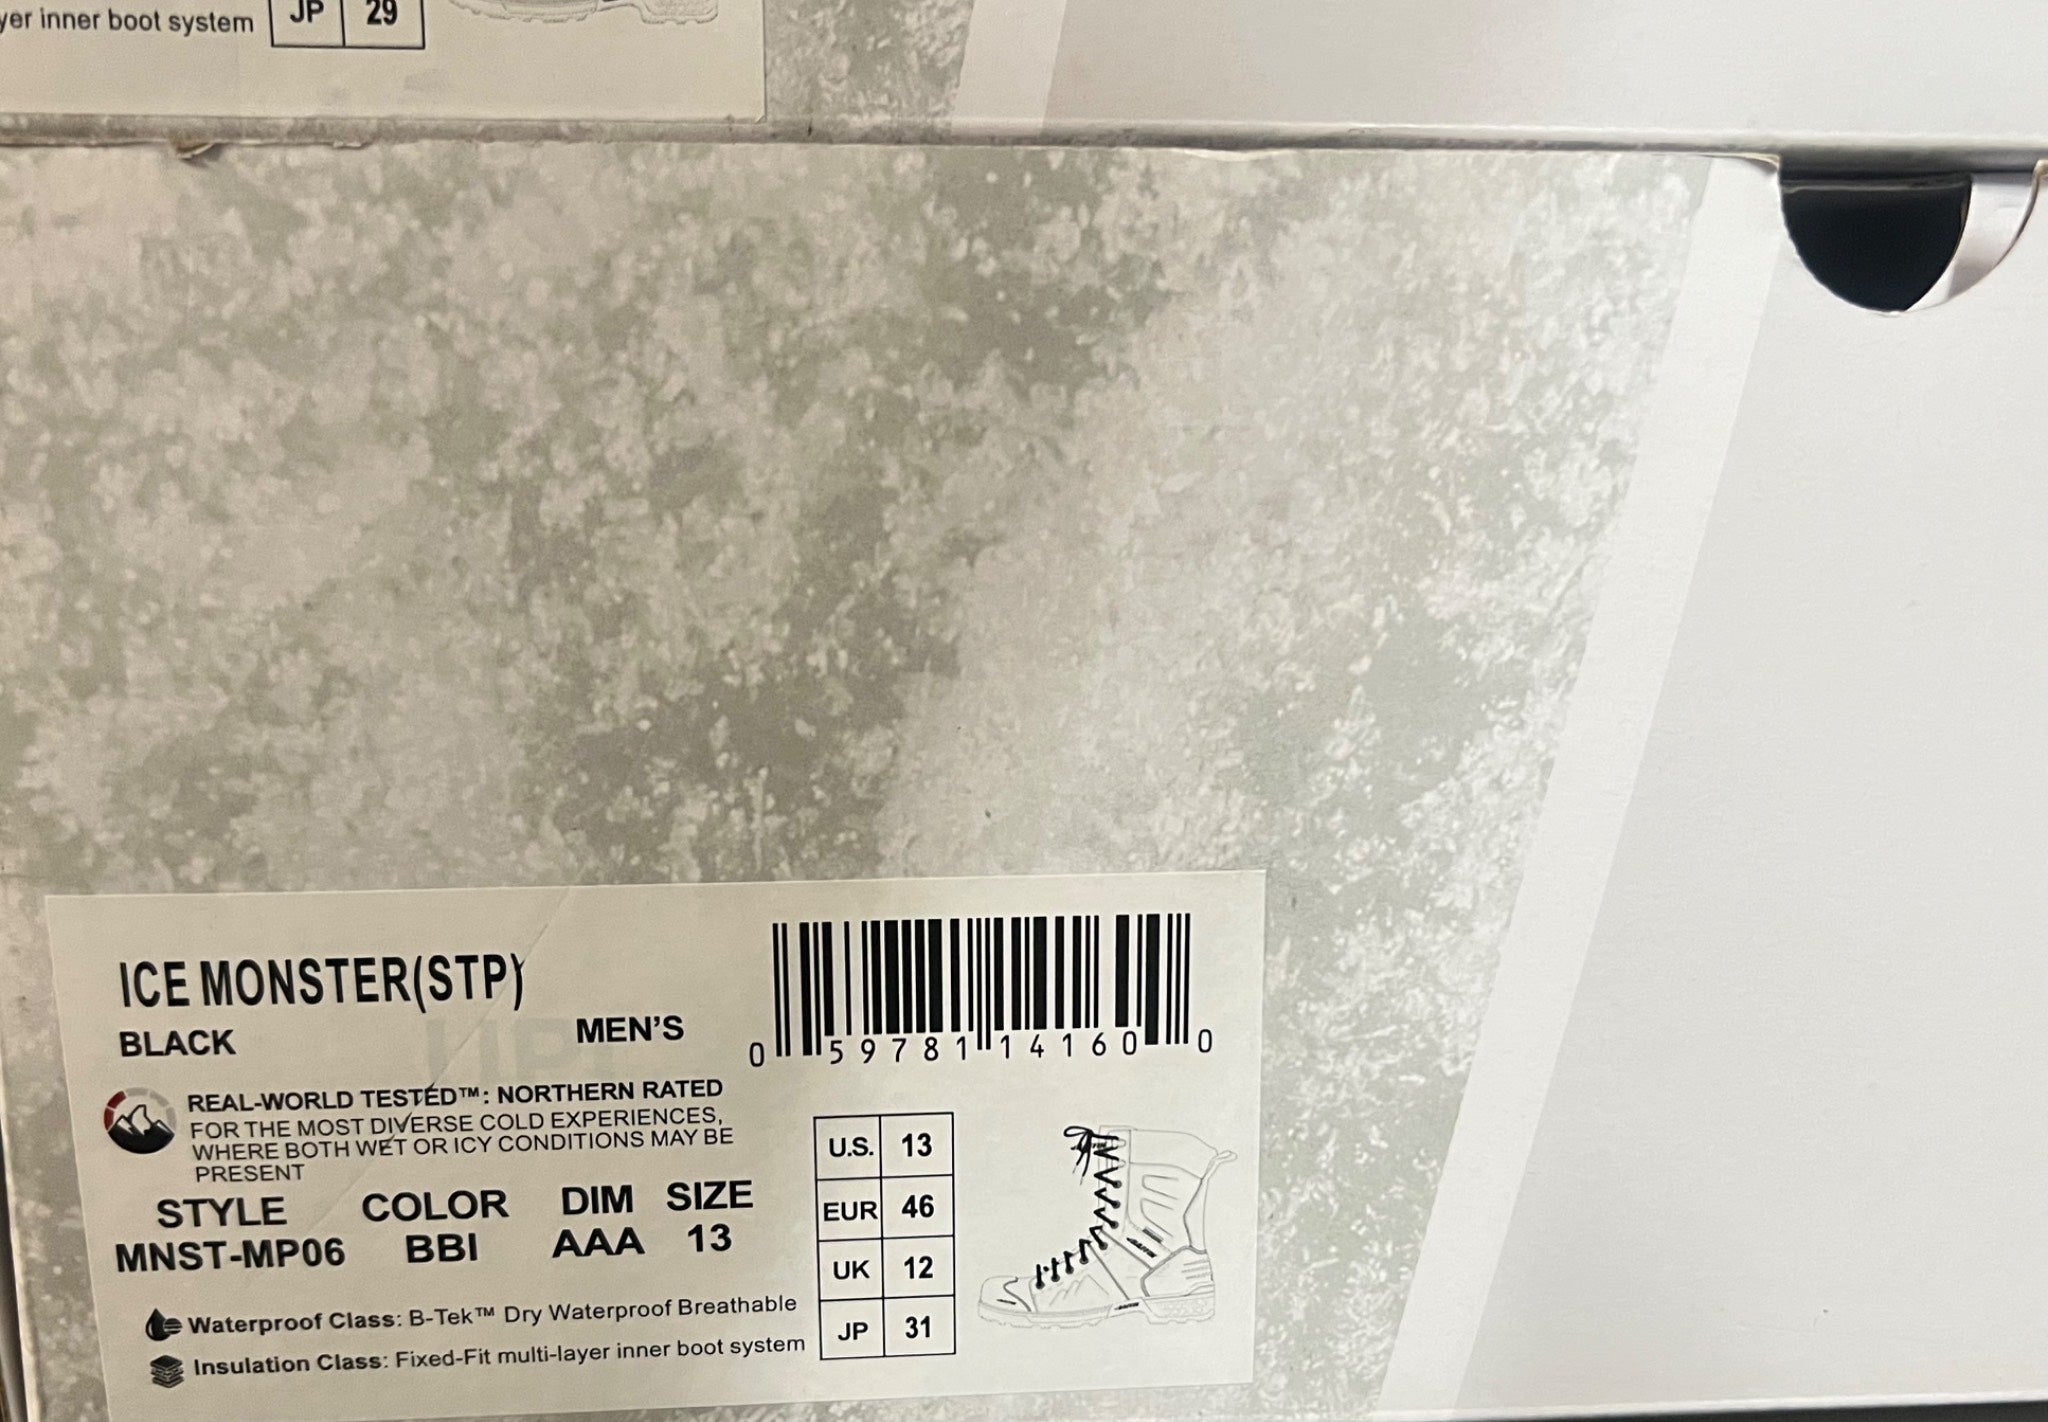 yer inner boot system
JP 29
ICE MONSTER(STP)
BLACK
MEN'S
0 59781 14160 0
REAL-WORLD TESTED™: NORTHERN RATED
FOR THE MOST DIVERSE COLD EXPERIENCES,
WHERE BOTH WET OR ICY CONDITIONS MAY BE
PRESENT
STYLE COLOR DIM SIZE
MNST-MP06 BBI AAA 13
Waterproof Class: B-Tek™ Dry Waterproof Breathable
Insulation Class: Fixed-Fit multi-layer inner boot system
U.S. 13
EUR 46
UK 12
JP 31